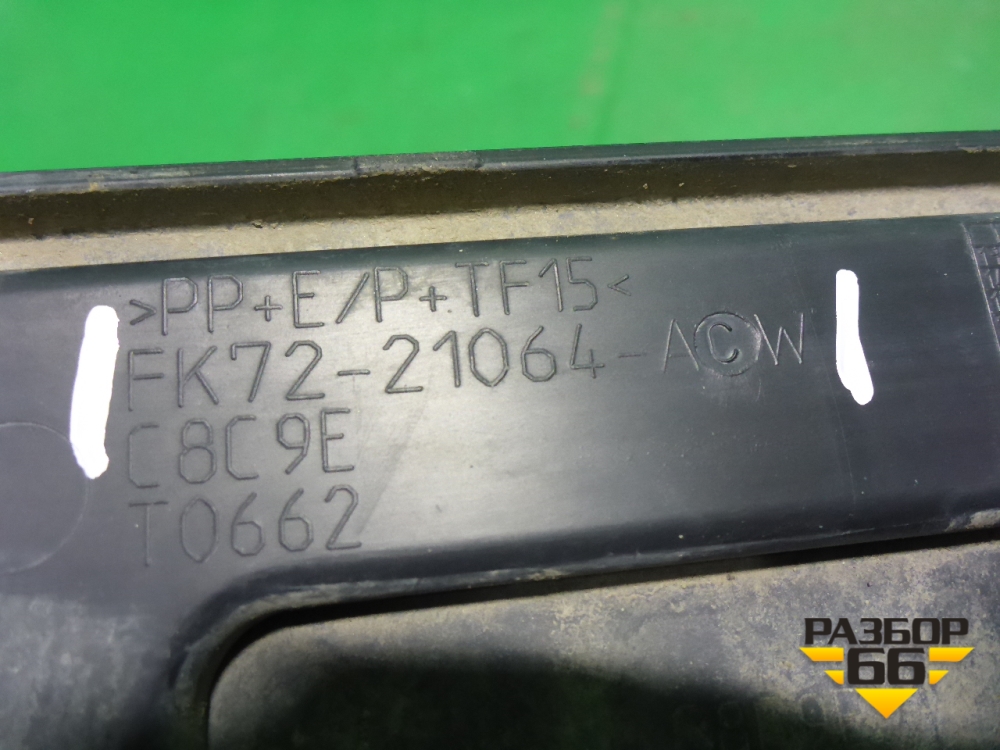 >PP+E/P+TF15<
FK72-21064-ACW
C8C9E
T0662
РАЗБОР
66